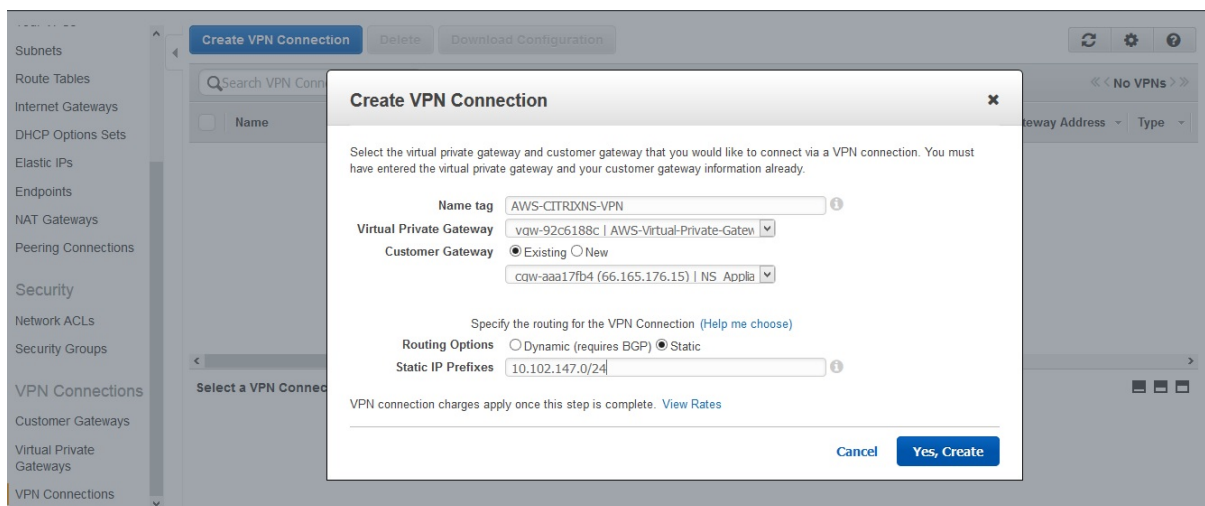 Subnets
Route Tables
Internet Gateways
DHCP Options Sets
Elastic IPs
Endpoints
NAT Gateways
Peering Connections
Security
Network ACLs
Security Groups
VPN Connections
Customer Gateways
Virtual Private
Gateways
VPN Connections
Create VPN Connection Delete Download Configuration
Search VPN Conn
« < No VPNs > »
Name
teway Address Type
Select a VPN Connec
Create VPN Connection
Select the virtual private gateway and customer gateway that you would like to connect via a VPN connection. You must
have entered the virtual private gateway and your customer gateway information already.
Name tag AWS-CITRIXNS-VPN
Virtual Private Gateway vgw-92c6188c | AWS-Virtual-Private-Gatew
Customer Gateway Existing New
cgw-aaa17fb4 (66.165.176.15) | NS_Applia
Specify the routing for the VPN Connection (Help me choose)
Routing Options Dynamic (requires BGP) Static
Static IP Prefixes 10.102.147.0/24
VPN connection charges apply once this step is complete. View Rates
Cancel Yes, Create